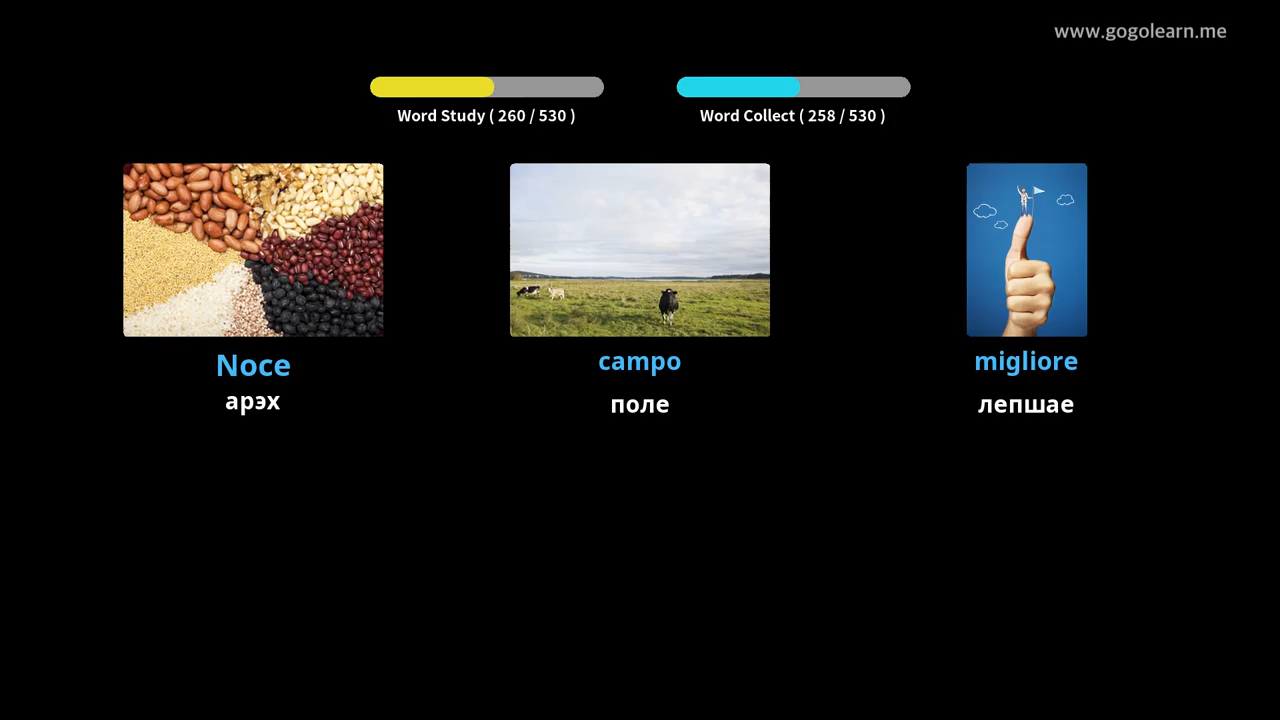 www.gogolearn.me
Word Study ( 260 / 530 )
Word Collect ( 258 / 530 )
Noce
арэх
campo
поле
migliore
лепшае